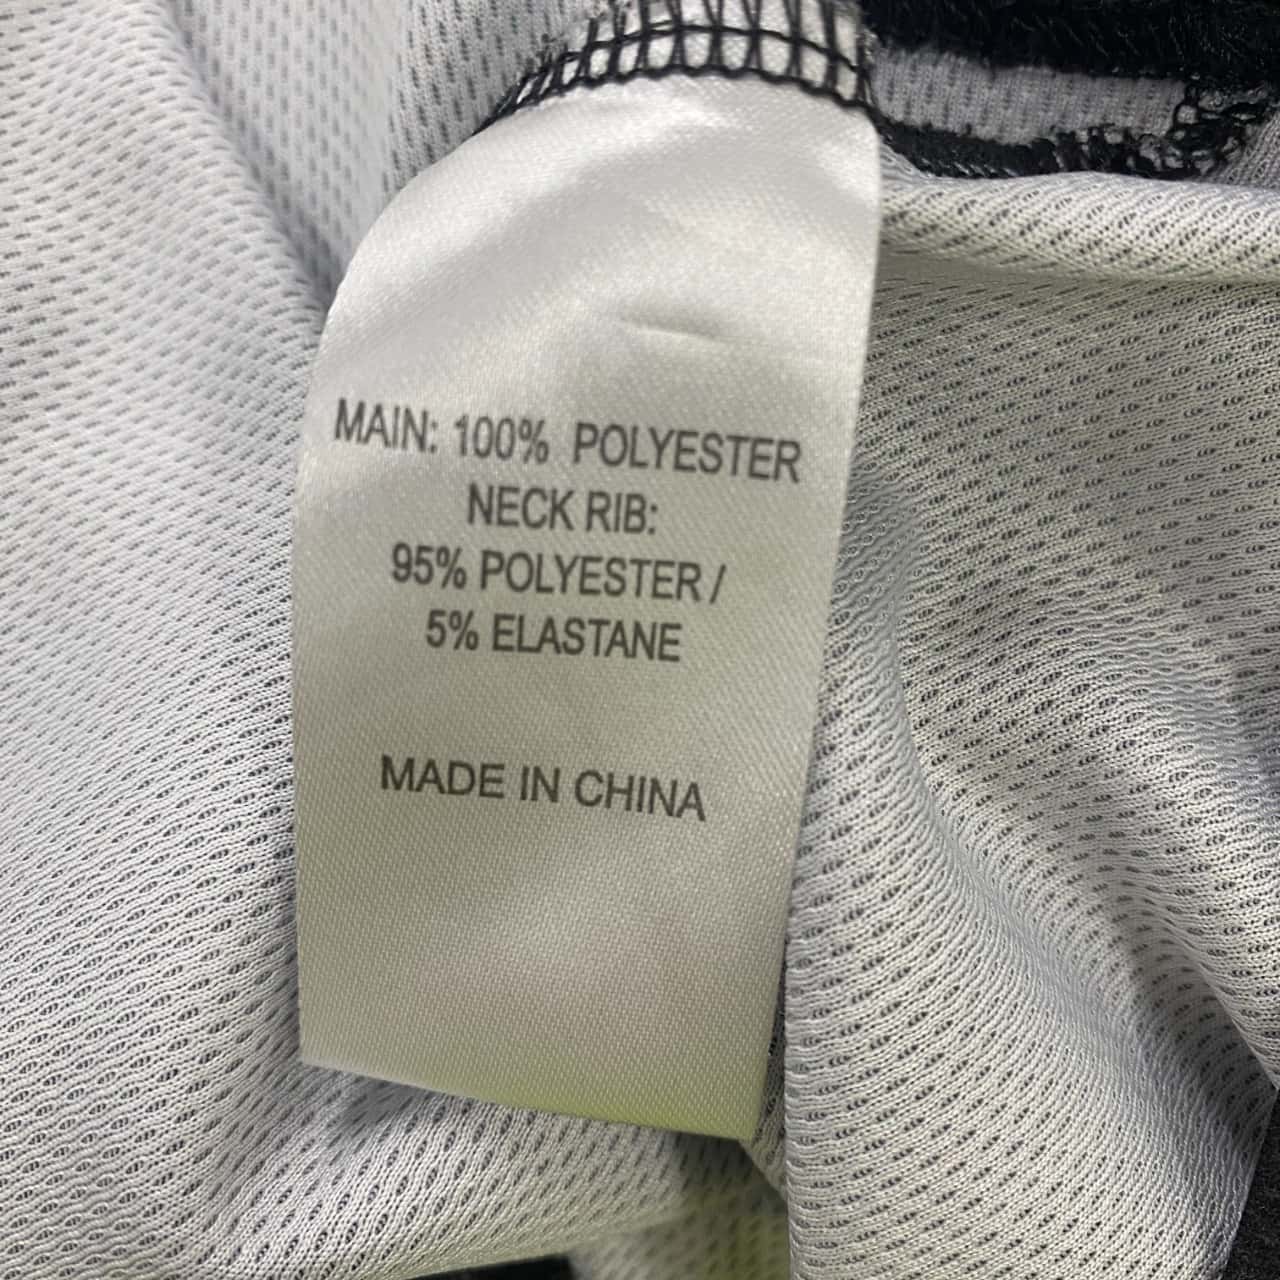 MAIN: 100% POLYESTER
NECK RIB:
95% POLYESTER /
5% ELASTANE
MADE IN CHINA